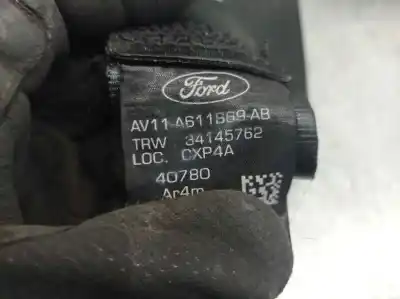 Ford
AV11-A611B69-AB
TRW 34145762
LOC. CXP4A
40780
Ar4m